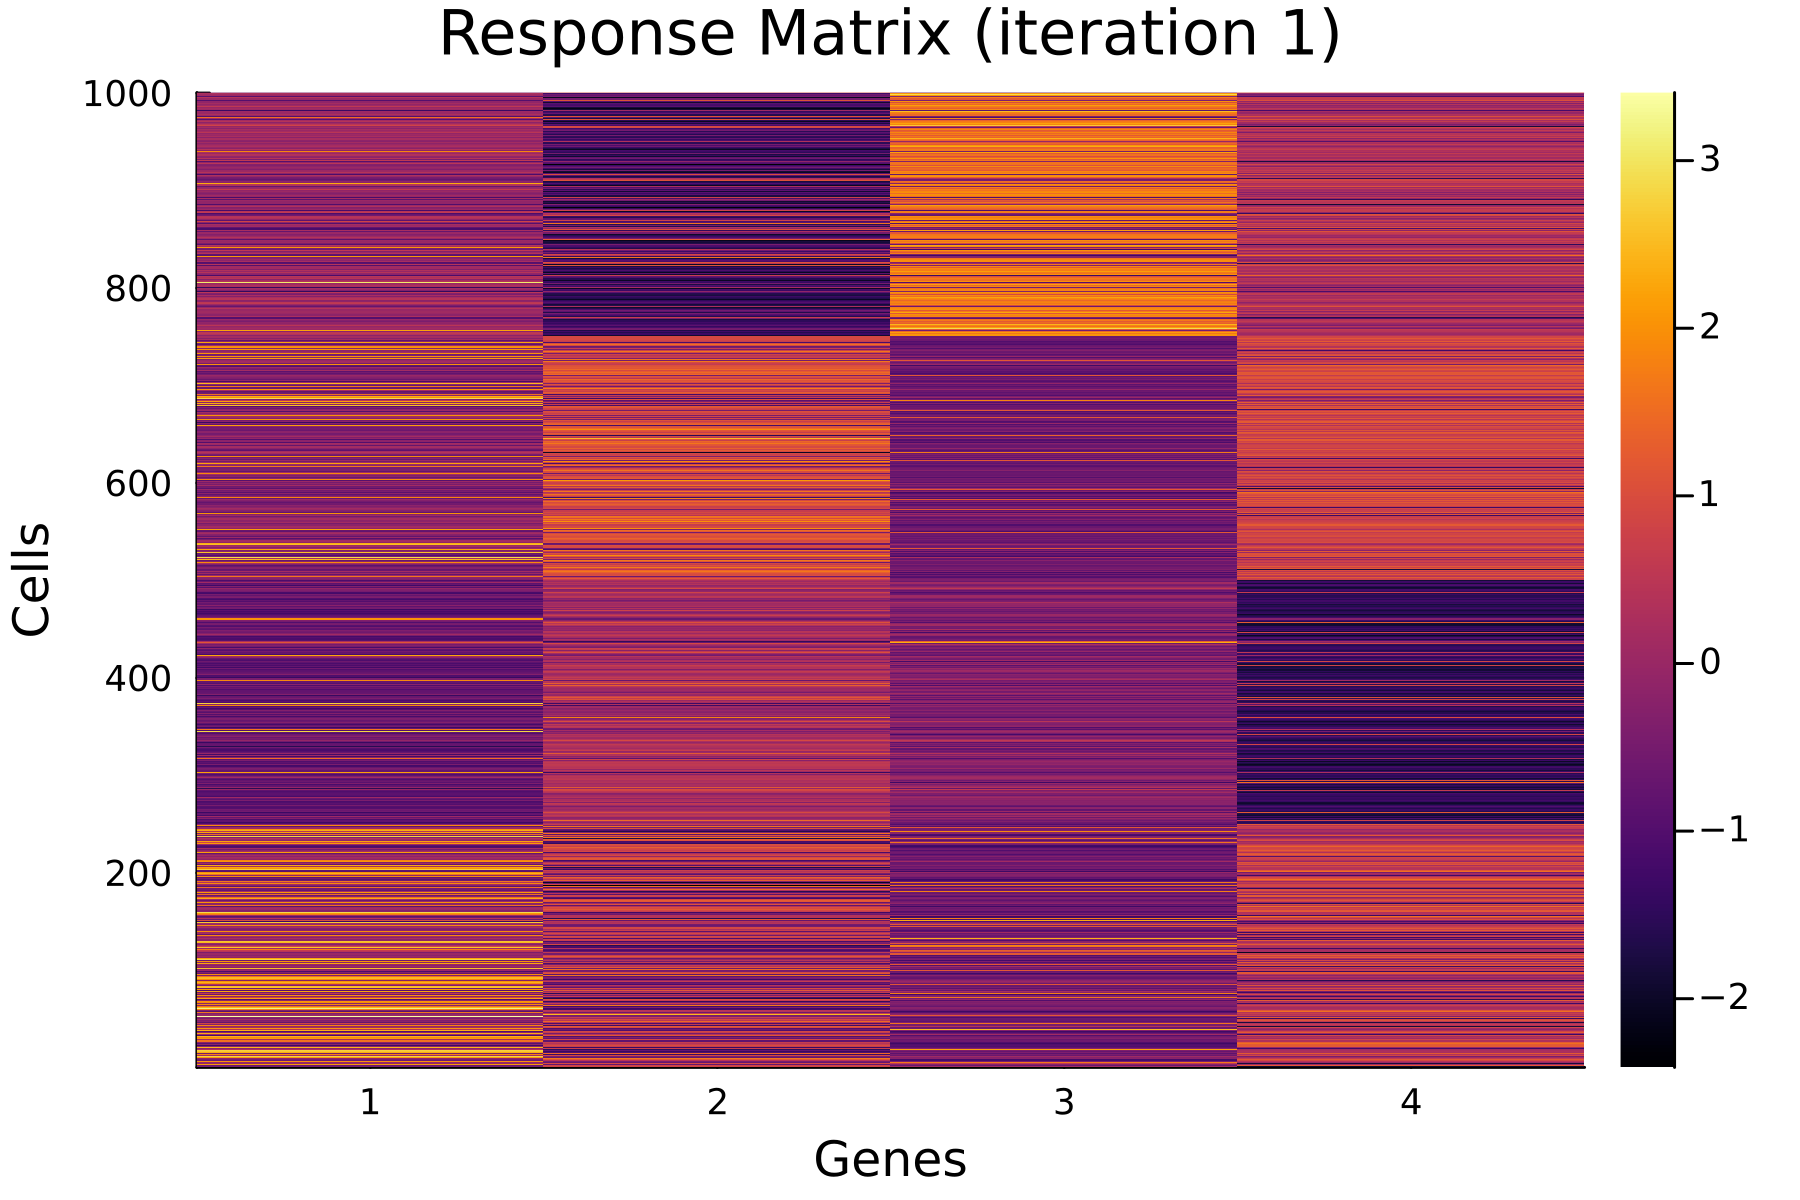 Response Matrix (iteration 1)
1000
800
600
400
200
Cells
1 2 3 4
Genes
3
2
1
0
−1
−2